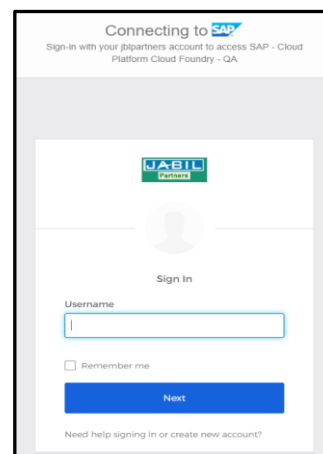 Connecting to SAP
Sign-in with your jblpartners account to access SAP - Cloud
Platform Cloud Foundry - QA
JABIL
Partners
Sign In
Username
Remember me
Next
Need help signing in or create new account?